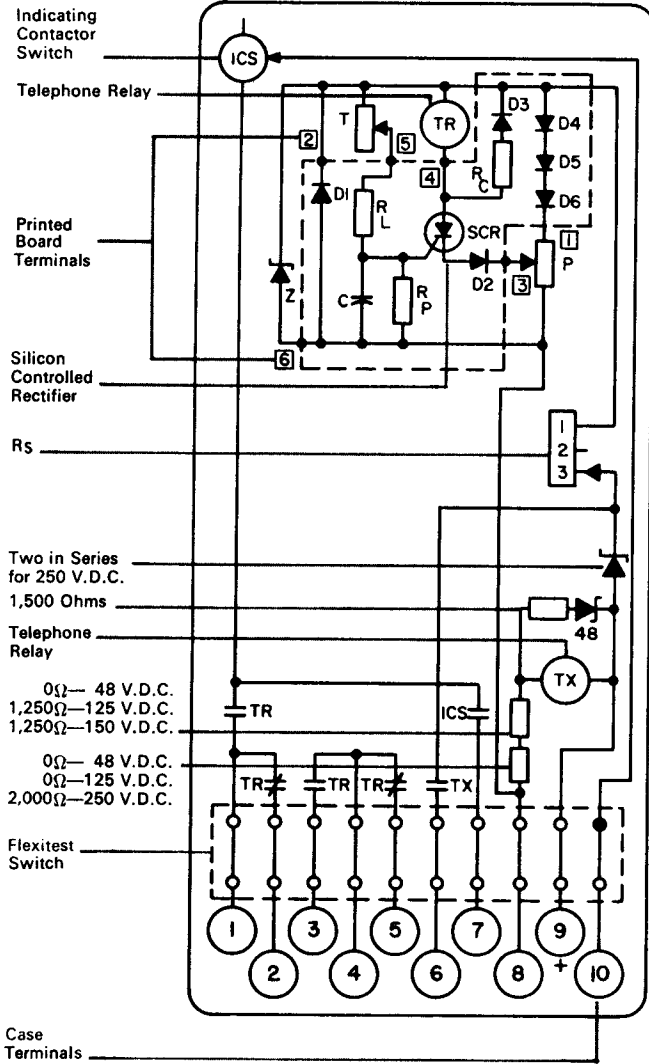 Indicating
Contactor
Switch
ICS
Telephone Relay
T
5
TR
D3
D4
2
D5
4
R
C
D1
R
L
D6
SCR
1
Printed
Board
Terminals
P
D2
3
Z
C
R
P
6
Silicon
Controlled
Rectifier
1
Rs
2
3
Two in Series
for 250 V.D.C.
1,500 Ohms
48
Telephone
Relay
TX
0Ω— 48 V.D.C.
1,250Ω—125 V.D.C.
1,250Ω—150 V.D.C.
TR
ICS
0Ω— 48 V.D.C.
0Ω—125 V.D.C.
2,000Ω—250 V.D.C.
TR
TR
TR
TX
Flexitest
Switch
1
3
5
7
9
2
4
6
8
+
10
Case
Terminals